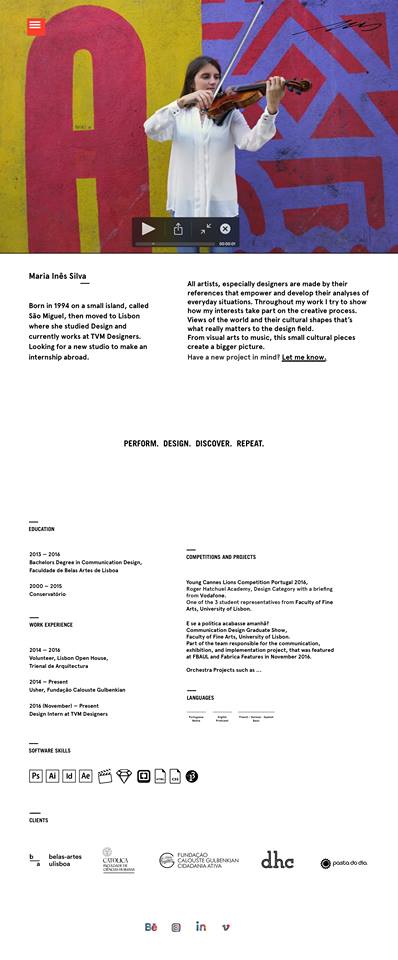 00:00:01
Maria Inês Silva
Born in 1994 on a small island, called
São Miguel, then moved to Lisbon
where she studied Design and
currently works at TVM Designers.
Looking for a new studio to make an
internship abroad.
All artists, especially designers are made by their
references that empower and develop their analyses of
everyday situations. Throughout my work I try to show
how my interests take part on the creative process.
Views of the world and their cultural shapes that's
what really matters to the design field.
From visual arts to music, this small cultural pieces
create a bigger picture.
Have a new project in mind? Let me know.
PERFORM. DESIGN. DISCOVER. REPEAT.
EDUCATION
2013 — 2016
Bachelors Degree in Communication Design,
Faculdade de Belas Artes de Lisboa
2000 — 2015
Conservatório
WORK EXPERIENCE
2014 — 2016
Volunteer, Lisbon Open House,
Trienal de Arquitectura
2014 — Present
Usher, Fundação Calouste Gulbenkian
2016 (November) — Present
Design Intern at TVM Designers
COMPETITIONS AND PROJECTS
Young Cannes Lions Competition Portugal 2016,
Roger Hatchuel Academy, Design Category with a briefing
from Vodafone.
One of the 3 student representatives from Faculty of Fine
Arts, University of Lisbon.
E se a política acabasse amanhã?
Communication Design Graduate Show,
Faculty of Fine Arts, University of Lisbon.
Part of the team responsible for the communication,
exhibition, and implementation project, that was featured
at FBAUL and Fabrica Features in November 2016.
Orchestra Projects such as ...
LANGUAGES
Portuguese
Native
English
Proficient
French - German - Spanish
Basic
SOFTWARE SKILLS
Ps Ai Id Ae HTML CSS
CLIENTS
b
a
belas-artes
ulisboa
CATÓLICA
FACULDADE DE
CIÊNCIAS HUMANAS
FUNDAÇÃO
CALOUSTE GULBENKIAN
CIDADANIA ATIVA
dhc
pasta do dia.
Bē in v